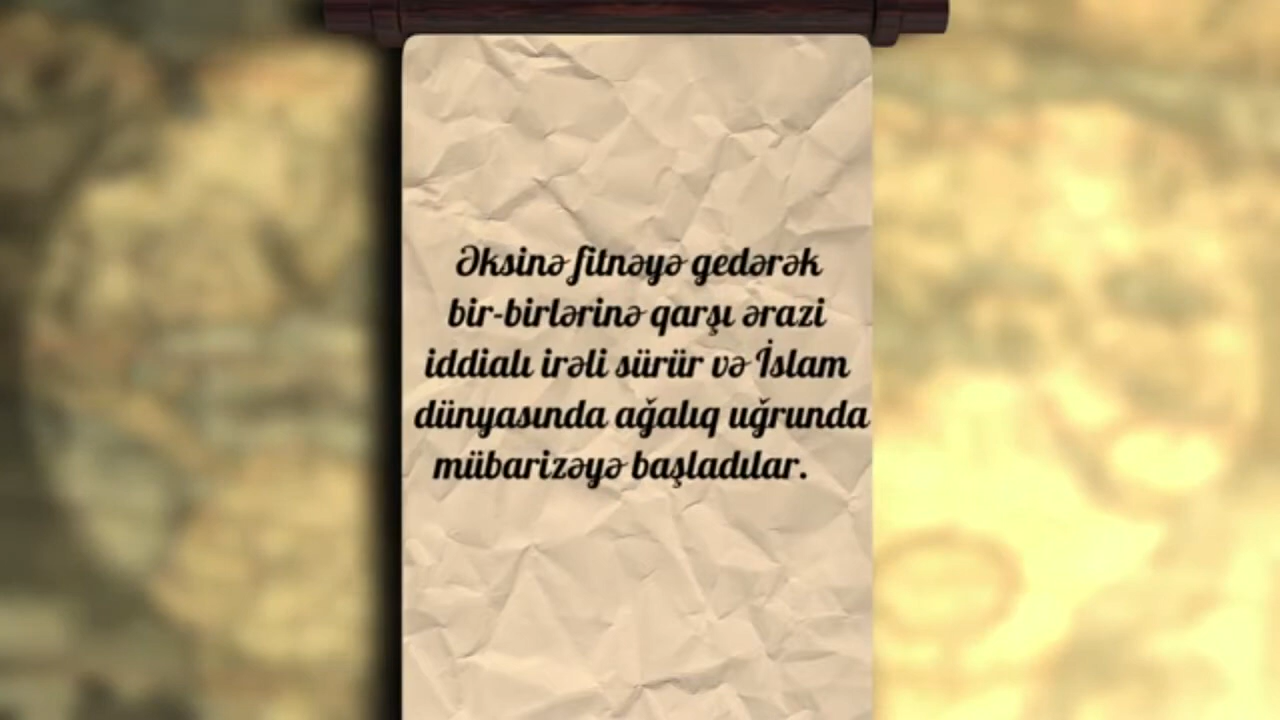 Əksinə fitnəyə gedərək
bir-birlərinə qarşı ərazi
iddialı irəli sürür və İslam
dünyasında ağalıq uğrunda
mübarizəyə başladılar.